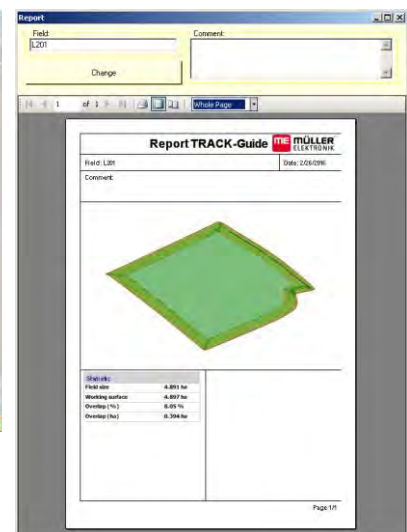 Report
Field:
L201
Comment:
Change
1 of 1
Whole Page
Report TRACK-Guide
ME MÜLLER ELEKTRONIK
Field: L201
Date: 2/26/2016
Comment:
Statistic
Field size 4.891 ha
Working surface 4.897 ha
Overlap (%) 8.05 %
Overlap (ha) 0.394 ha
Page 1/1